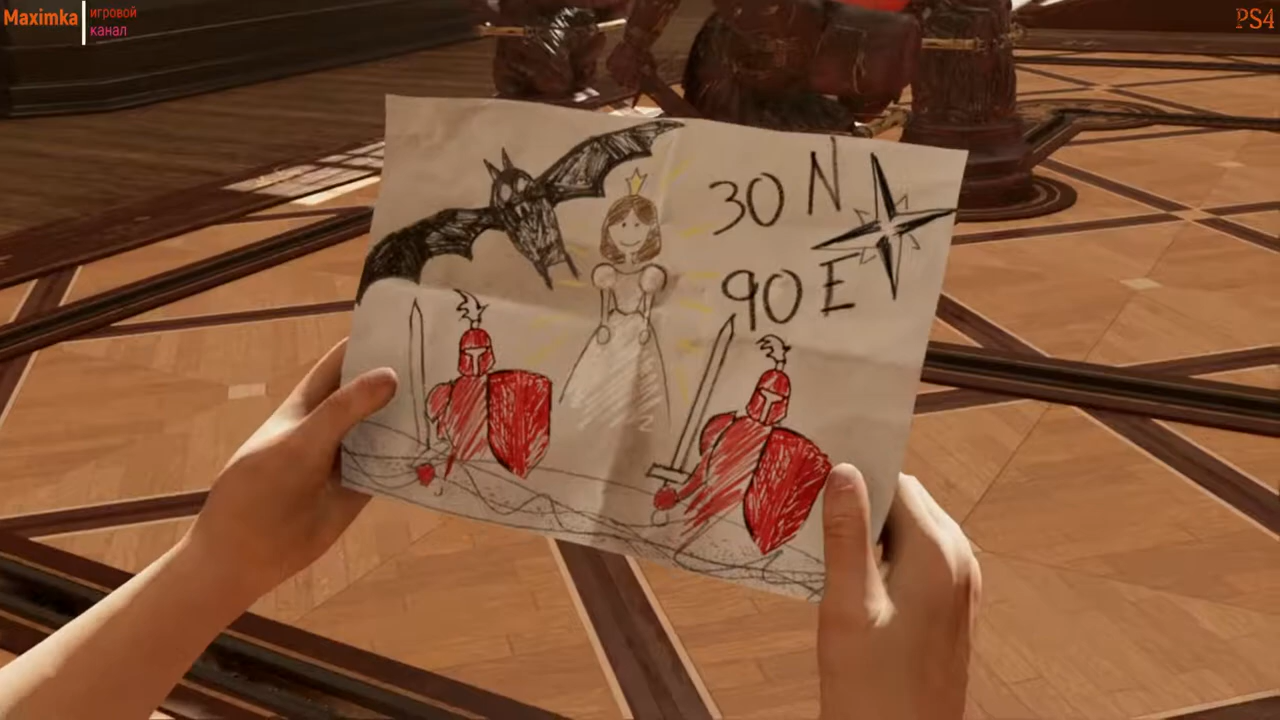 Maximka
игровой
канал
PS4
30 N
90 E